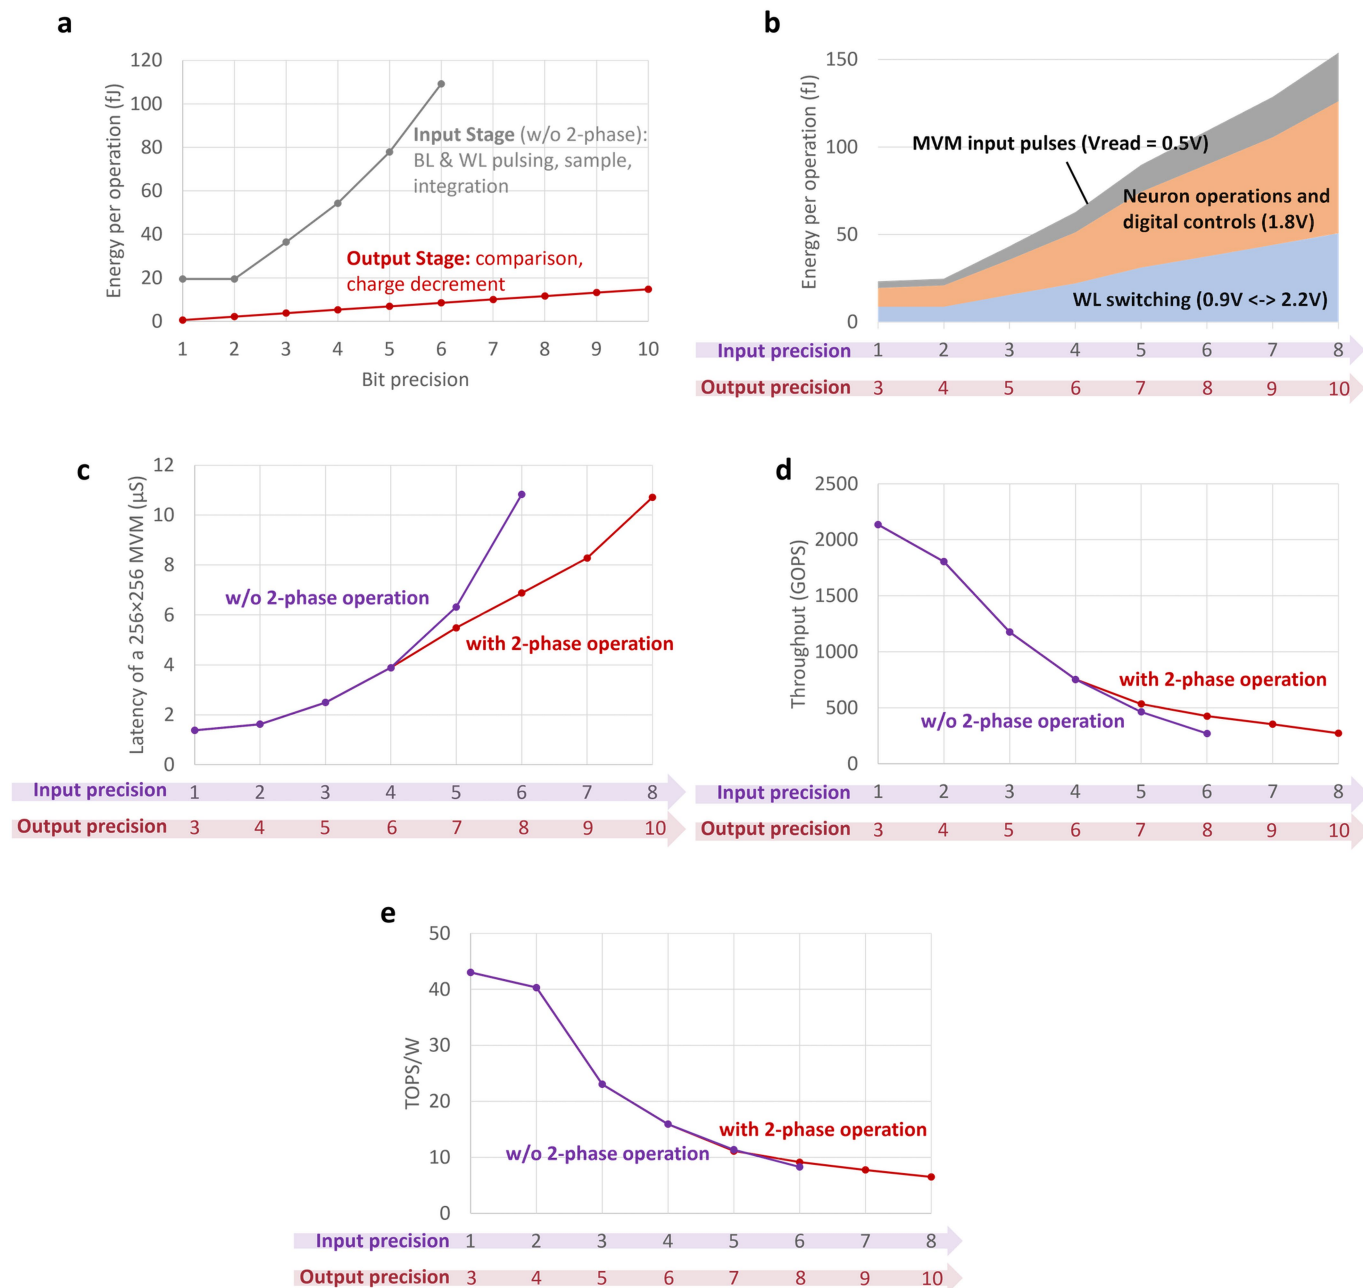 a
Energy per operation (fJ)
120
100
80
60
40
20
0
Input Stage (w/o 2-phase):
BL & WL pulsing, sample,
integration
Output Stage: comparison,
charge decrement
1 2 3 4 5 6 7 8 9 10
Bit precision
b
Energy per operation (fJ)
150
100
50
0
MVM input pulses (Vread = 0.5V)
Neuron operations and
digital controls (1.8V)
WL switching (0.9V <-> 2.2V)
Input precision 1 2 3 4 5 6 7 8
Output precision 3 4 5 6 7 8 9 10
c
Latency of a 256×256 MVM (µS)
12
10
8
6
4
2
0
w/o 2-phase operation
with 2-phase operation
Input precision 1 2 3 4 5 6 7 8
Output precision 3 4 5 6 7 8 9 10
d
Throughput (GOPS)
2500
2000
1500
1000
500
0
with 2-phase operation
w/o 2-phase operation
Input precision 1 2 3 4 5 6 7 8
Output precision 3 4 5 6 7 8 9 10
e
TOPS/W
50
40
30
20
10
0
with 2-phase operation
w/o 2-phase operation
Input precision 1 2 3 4 5 6 7 8
Output precision 3 4 5 6 7 8 9 10